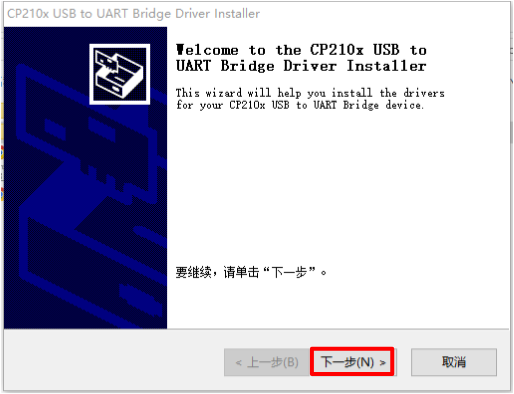 CP210x USB to UART Bridge Driver Installer
Welcome to the CP210x USB to
UART Bridge Driver Installer
This wizard will help you install the drivers
for your CP210x USB to UART Bridge device.
要继续，请单击“下一步”。
< 上一步(B)
下一步(N) >
取消